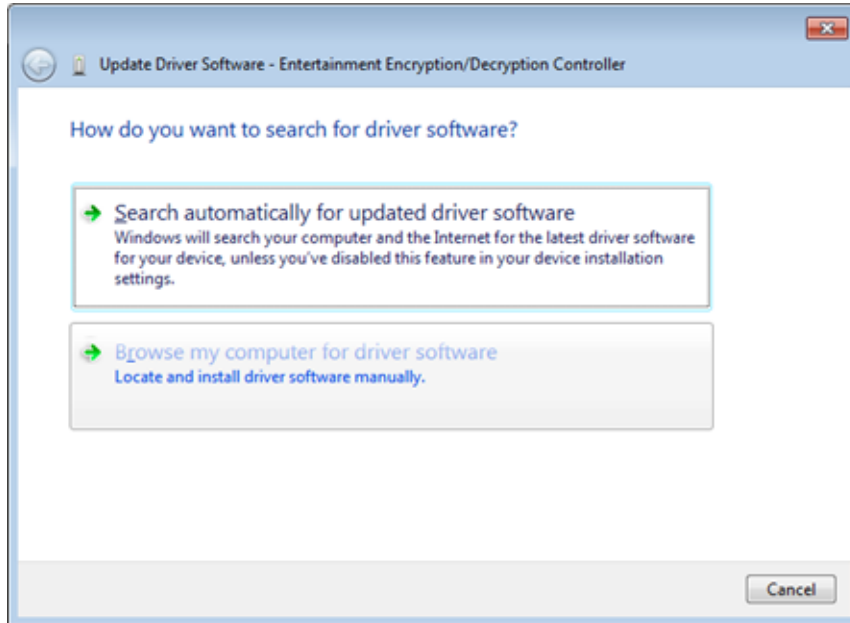 Update Driver Software - Entertainment Encryption/Decryption Controller
How do you want to search for driver software?
Search automatically for updated driver software
Windows will search your computer and the Internet for the latest driver software
for your device, unless you've disabled this feature in your device installation
settings.
Browse my computer for driver software
Locate and install driver software manually.
Cancel